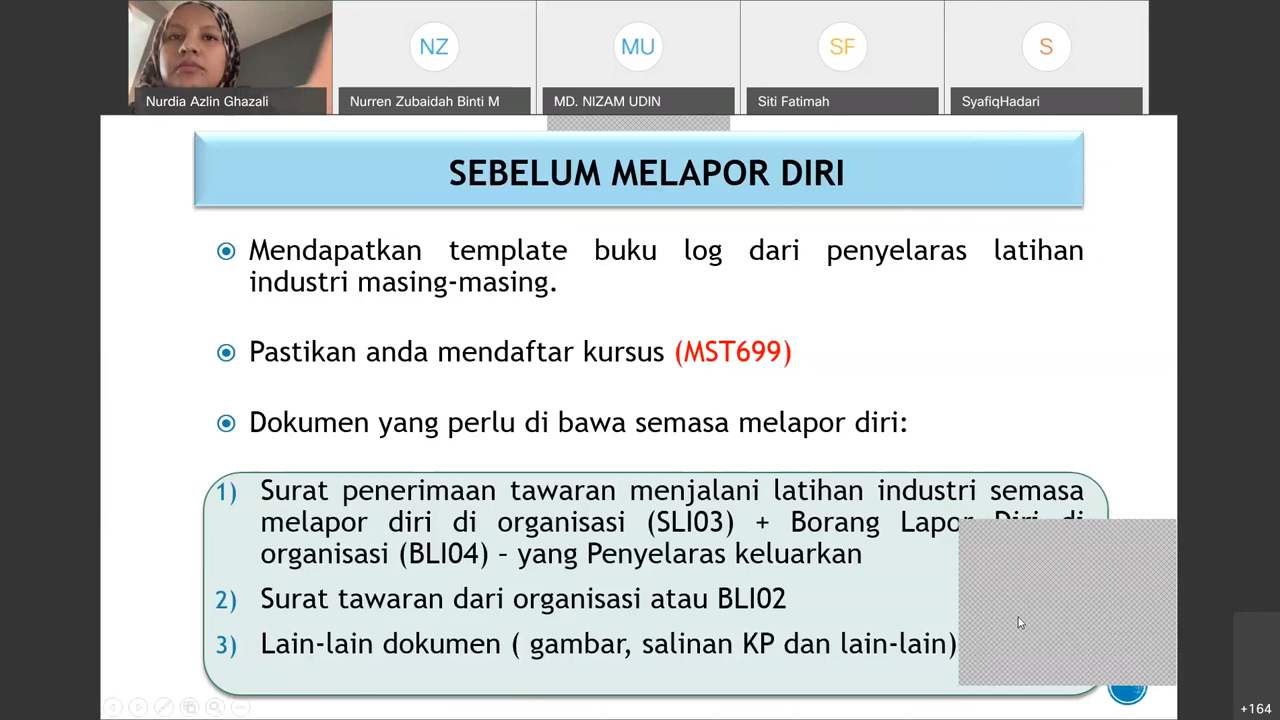 NZ
MU
SF
S
Nurdia Azlin Ghazali
Nurren Zubaidah Binti M
MD. NIZAM UDIN
Siti Fatimah
SyafiqHadari
SEBELUM MELAPOR DIRI
Mendapatkan template buku log dari penyelaras latihan
industri masing-masing.
Pastikan anda mendaftar kursus (MST699)
Dokumen yang perlu di bawa semasa melapor diri:
1) Surat penerimaan tawaran menjalani latihan industri semasa
melapor diri di organisasi (SLI03) + Borang Lapor Diri di
organisasi (BLI04) – yang Penyelaras keluarkan
2) Surat tawaran dari organisasi atau BLI02
3) Lain-lain dokumen ( gambar, salinan KP dan lain-lain)
+164